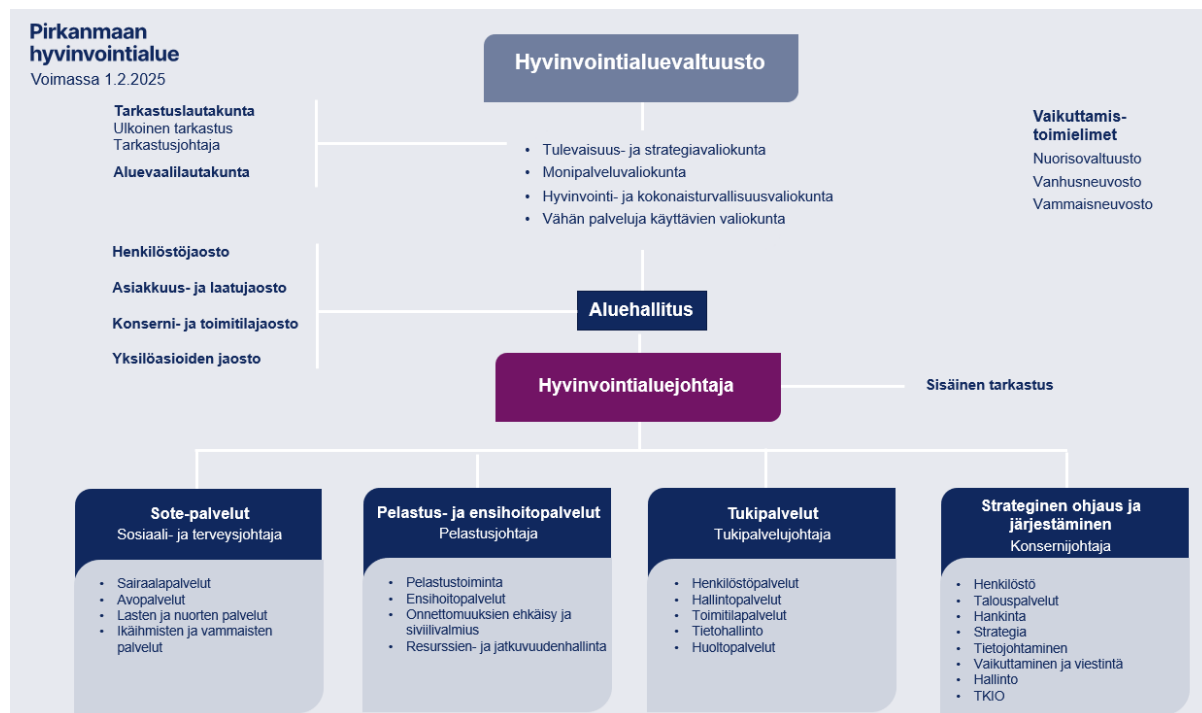 Pirkanmaan
hyvinvointialue
Voimassa 1.2.2025
Hyvinvointialuevaltuusto
Tarkastuslautakunta
Ulkoinen tarkastus
Tarkastusjohtaja
Aluevaalilautakunta
• Tulevaisuus- ja strategiavaliokunta
• Monipalveluvaliokunta
• Hyvinvointi- ja kokonaisturvallisuusvaliokunta
• Vähän palveluja käyttävien valiokunta
Vaikuttamis-
toimielimet
Nuorisovaltuusto
Vanhusneuvosto
Vammaisneuvosto
Henkilöstöjaosto
Asiakkuus- ja laatujaosto
Konserni- ja toimitilajaosto
Yksilöasioiden jaosto
Aluehallitus
Hyvinvointialuejohtaja
Sisäinen tarkastus
Sote-palvelut
Sosiaali- ja terveysjohtaja
• Sairaalapalvelut
• Avopalvelut
• Lasten ja nuorten palvelut
• Ikäihmisten ja vammaisten
palvelut
Pelastus- ja ensihoitopalvelut
Pelastusjohtaja
• Pelastustoiminta
• Ensihoitopalvelut
• Onnettomuuksien ehkäisy ja
siviilivalmius
• Resurssien- ja jatkuvuudenhallinta
Tukipalvelut
Tukipalvelujohtaja
• Henkilöstöpalvelut
• Hallintopalvelut
• Toimitilapalvelut
• Tietohallinto
• Huoltopalvelut
Strateginen ohjaus ja
järjestäminen
Konsernijohtaja
• Henkilöstö
• Talouspalvelut
• Hankinta
• Strategia
• Tietojohtaminen
• Vaikuttaminen ja viestintä
• Hallinto
• TKIO